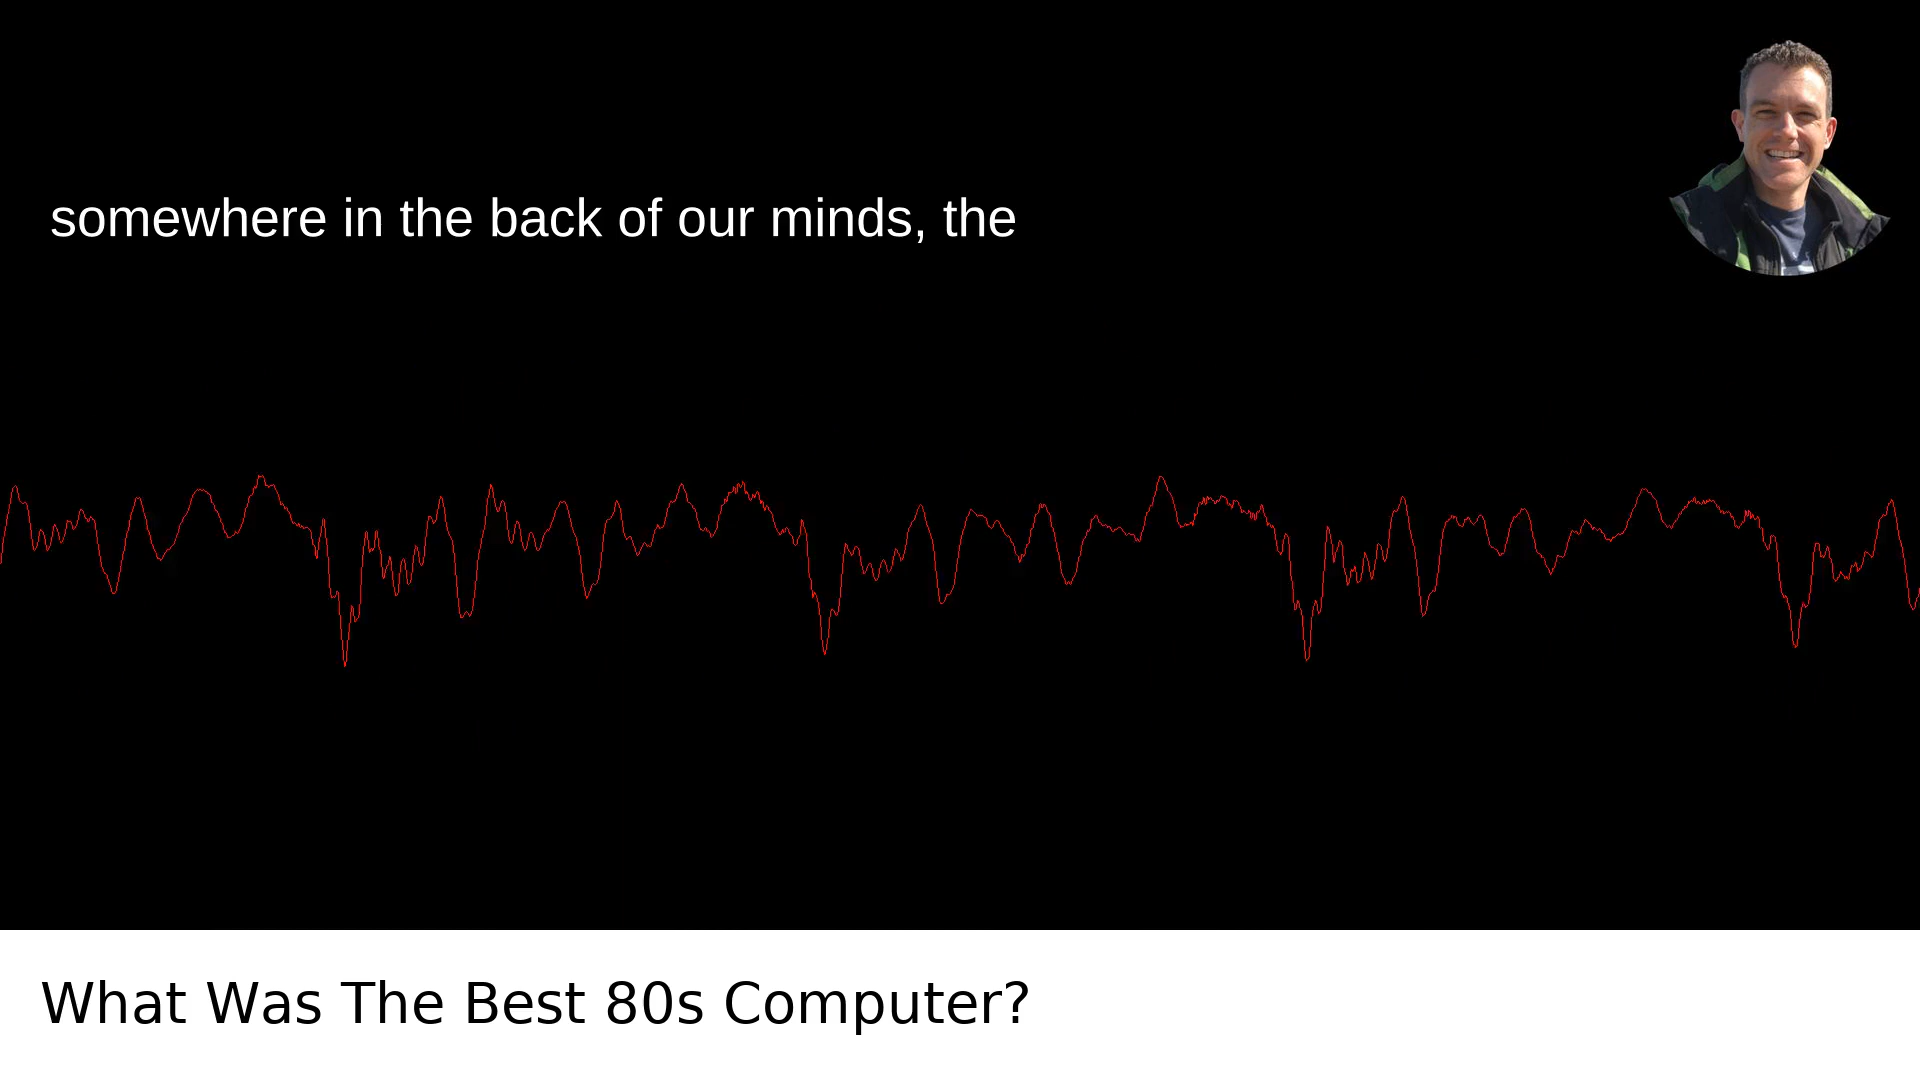 somewhere in the back of our minds, the
What Was The Best 80s Computer?